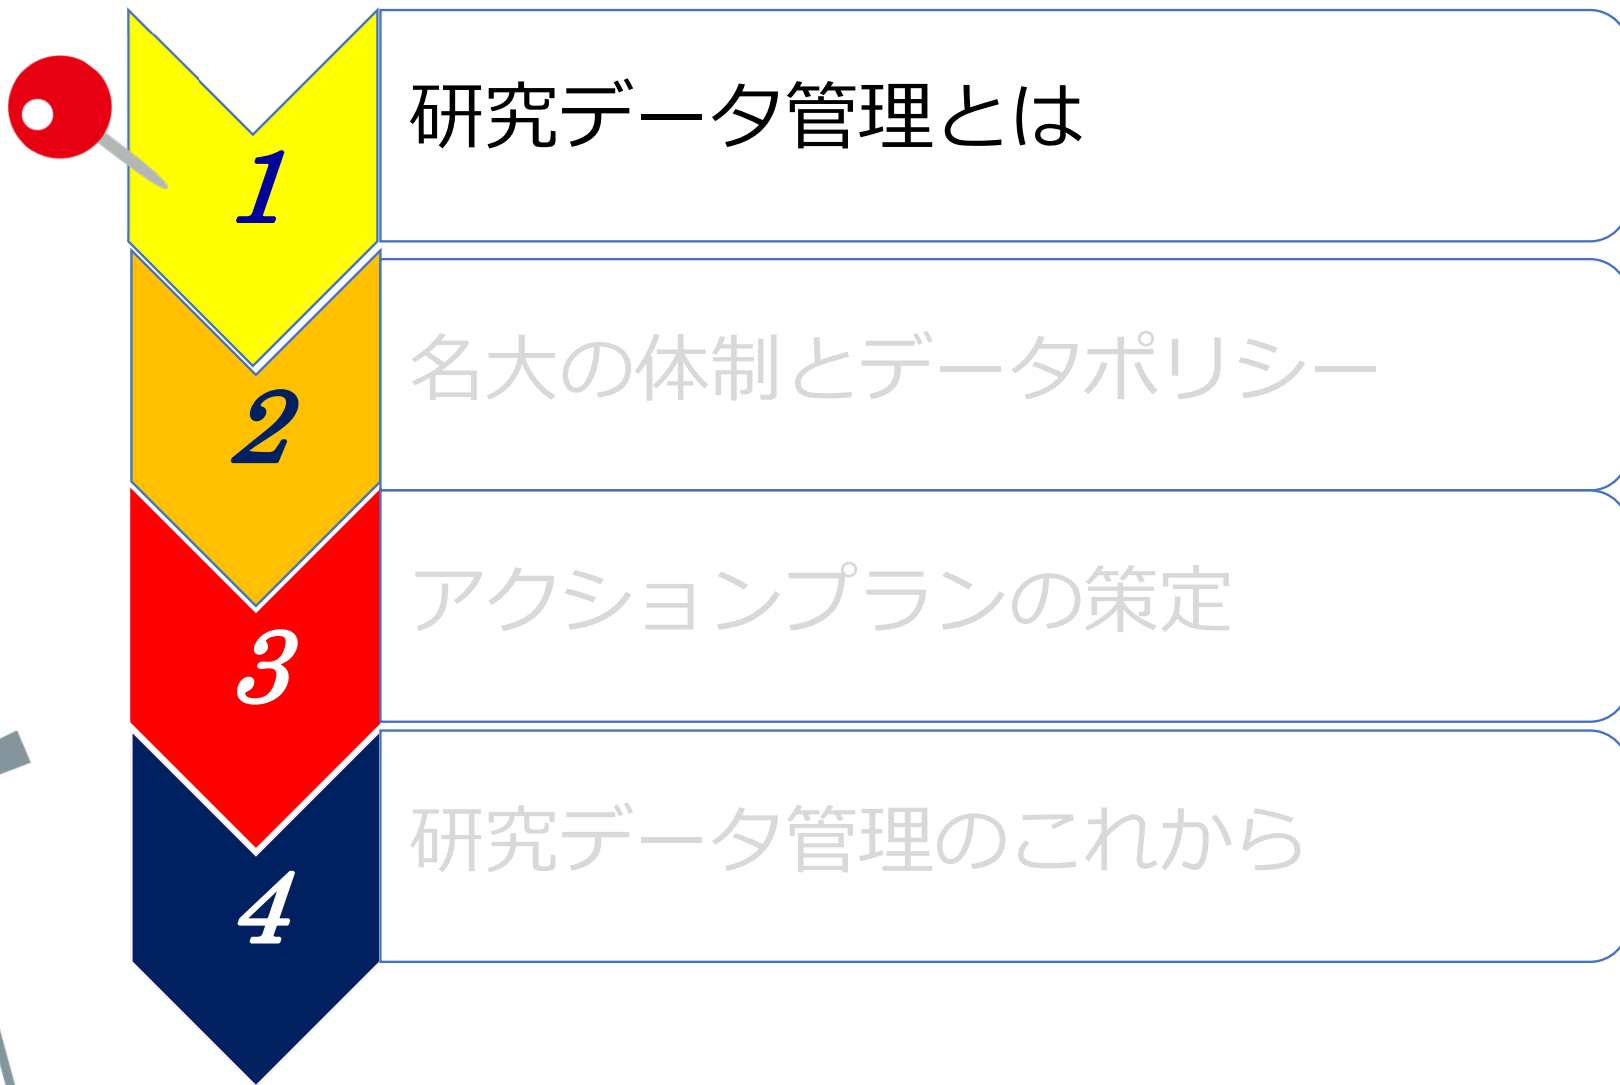 1
研究データ管理とは
2
名大の体制とデータポリシー
3
アクションプランの策定
4
研究データ管理のこれから